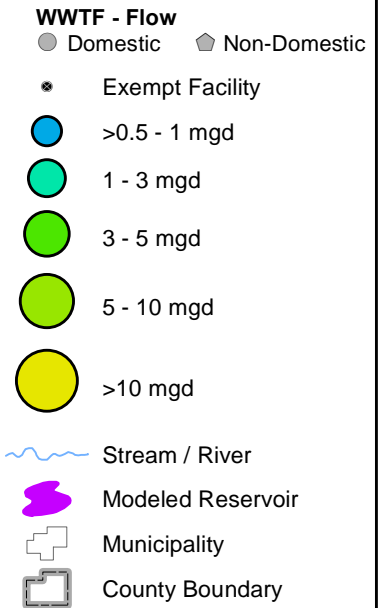 WWTF - Flow
Domestic Non-Domestic
Exempt Facility
>0.5 - 1 mgd
1 - 3 mgd
3 - 5 mgd
5 - 10 mgd
>10 mgd
Stream / River
Modeled Reservoir
Municipality
County Boundary